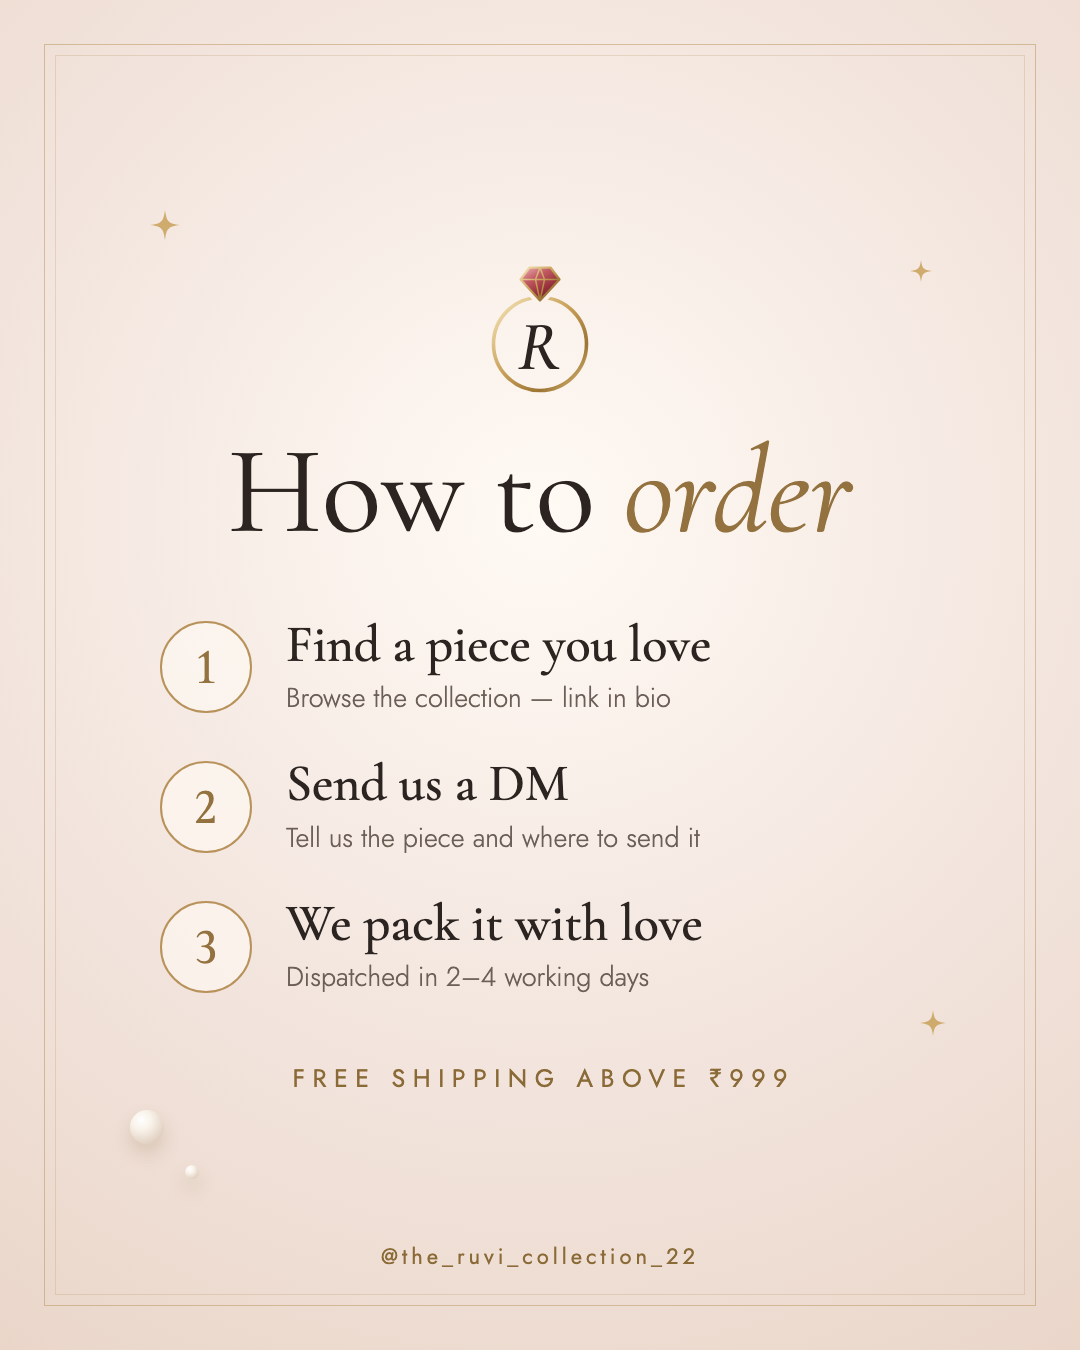 R
How to order
1
Find a piece you love
Browse the collection — link in bio
2
Send us a DM
Tell us the piece and where to send it
3
We pack it with love
Dispatched in 2–4 working days
FREE SHIPPING ABOVE ₹999
@the_ruvi_collection_22